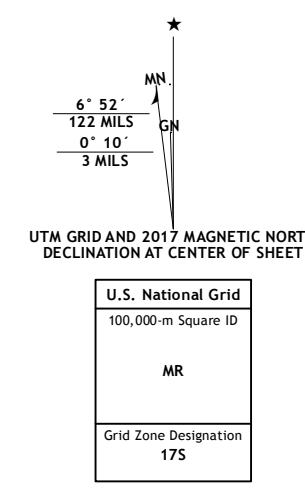 ★
MN
6° 52´
122 MILS
GN
0° 10´
3 MILS
UTM GRID AND 2017 MAGNETIC NORT
DECLINATION AT CENTER OF SHEET
U.S. National Grid
100,000-m Square ID
MR
Grid Zone Designation
17S